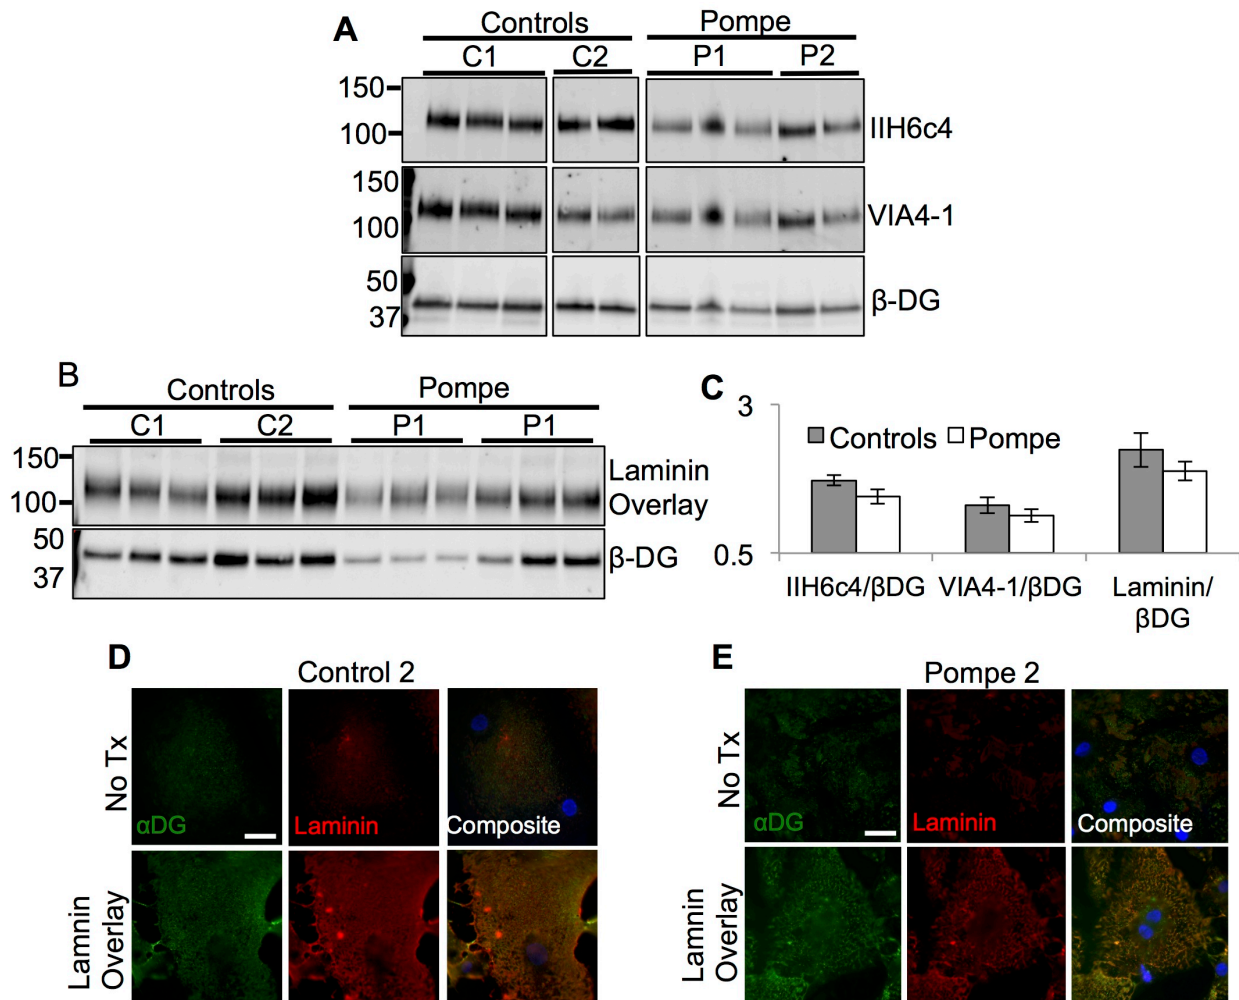 A
Controls
Pompe
C1
C2
P1
P2
150
100
IIH6c4
150
100
VIA4-1
50
37
β-DG
B
Controls
Pompe
C1
C2
P1
P1
150
100
Laminin
Overlay
50
37
β-DG
C
3
Controls
Pompe
0.5
IIH6c4/βDG
VIA4-1/βDG
Laminin/
βDG
D
Control 2
No Tx
αDG
Laminin
Composite
Laminin
Overlay
E
Pompe 2
No Tx
αDG
Laminin
Composite
Laminin
Overlay